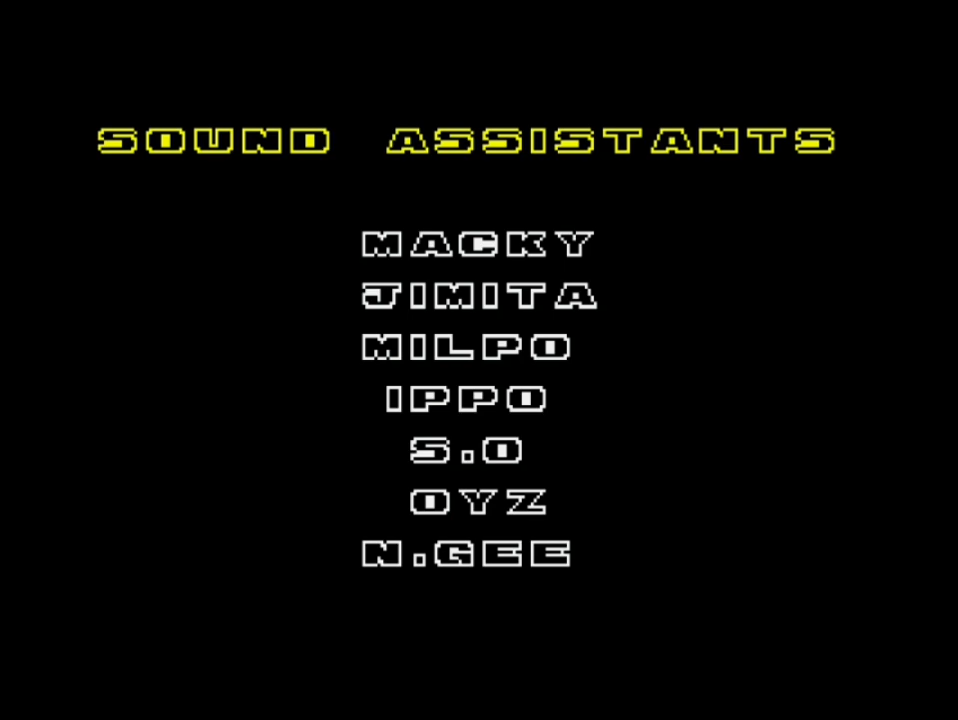 SOUND ASSISTANTS
MACKY
JIMITA
MILPO
IPPO
S.O
OYZ
N.GEE